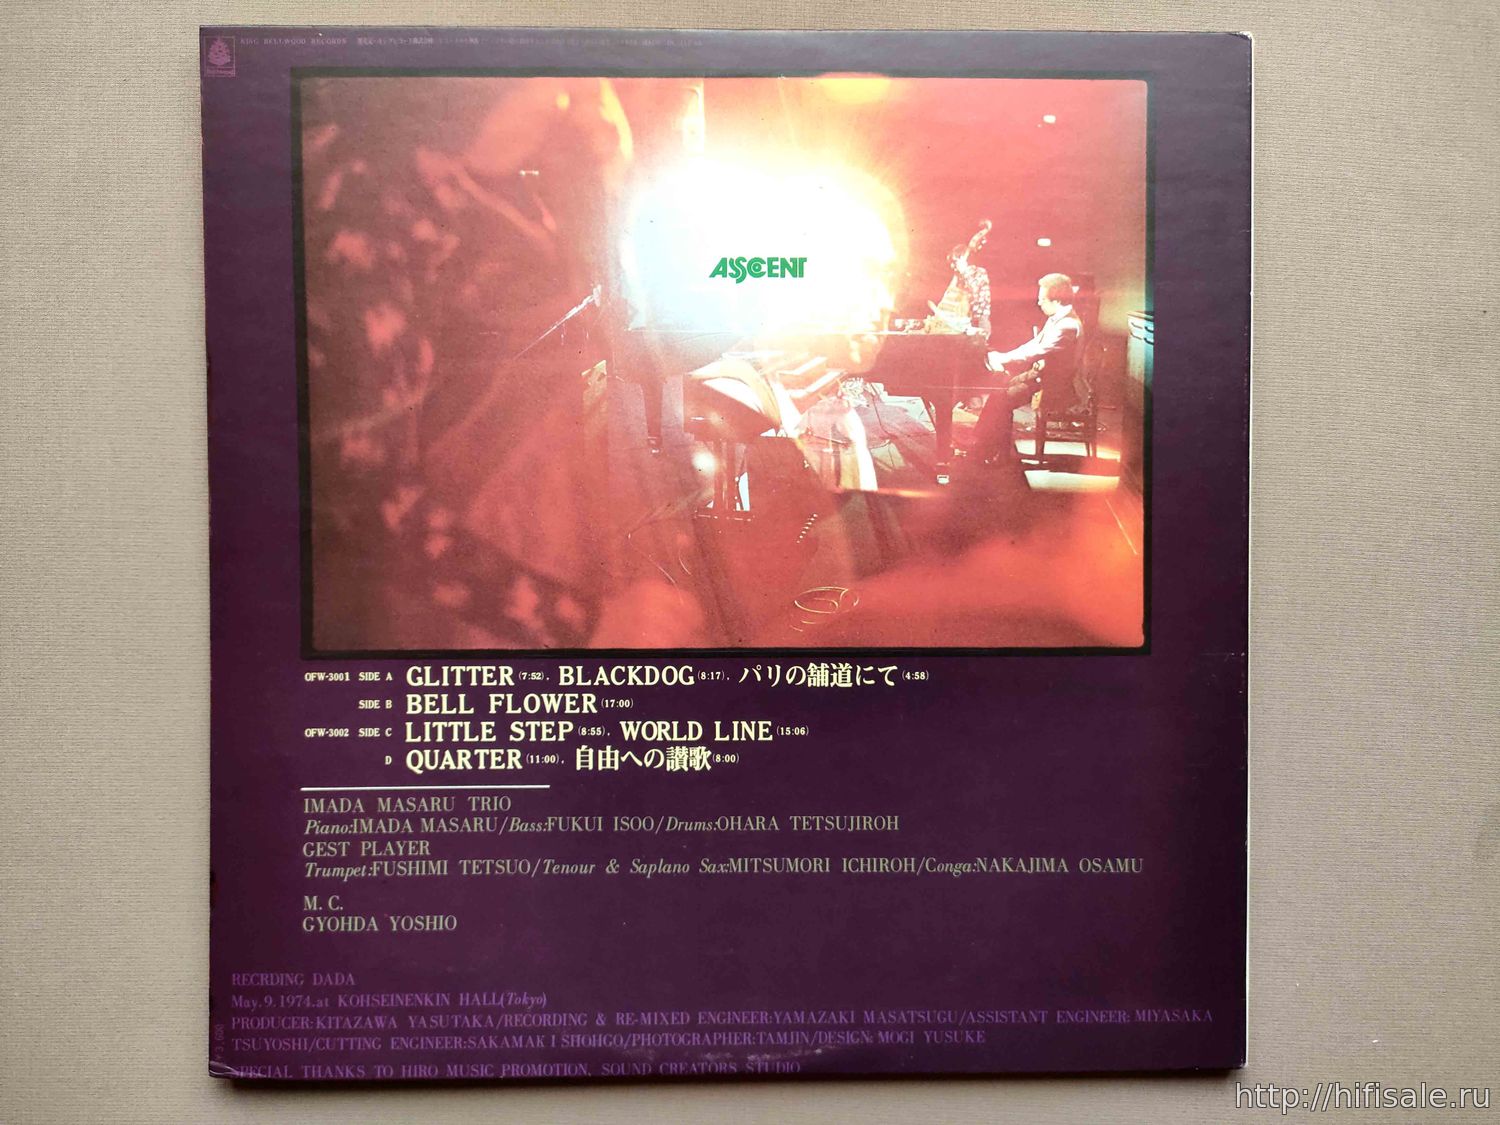 KING BELLWOOD RECORDS
ASCENT
OFW-3001 SIDE A GLITTER (7:52). BLACKDOG (8:17). パリの舗道にて (4:58)
SIDE B BELL FLOWER (17:00)
OFW-3002 SIDE C LITTLE STEP (8:55). WORLD LINE (15:06)
D QUARTER (11:00). 自由への讃歌 (8:00)
IMADA MASARU TRIO
Piano:IMADA MASARU/Bass:FUKUI ISOO/Drums:OHARA TETSUJIROH
GEST PLAYER
Trumpet:FUSHIMI TETSUO/Tenour & Saplano Sax:MITSUMORI ICHIROH/Conga:NAKAJIMA OSAMU
M. C.
GYOHDA YOSHIO
RECRDING DADA
May.9.1974.at KOHSEINENKIN HALL(Tokyo)
PRODUCER:KITAZAWA YASUTAKA/RECORDING & RE-MIXED ENGINEER:YAMAZAKI MASATSUGU/ASSISTANT ENGINEER: MIYASAKA
TSUYOSHI/CUTTING ENGINEER:SAKAMAK I SHOHGO/PHOTOGRAPHER:TAMJIN/DESIGN: MOGI YUSUKE
SPECIAL THANKS TO HIRO MUSIC PROMOTION, SOUND CREATORS STUDIO
http://hifisale.ru